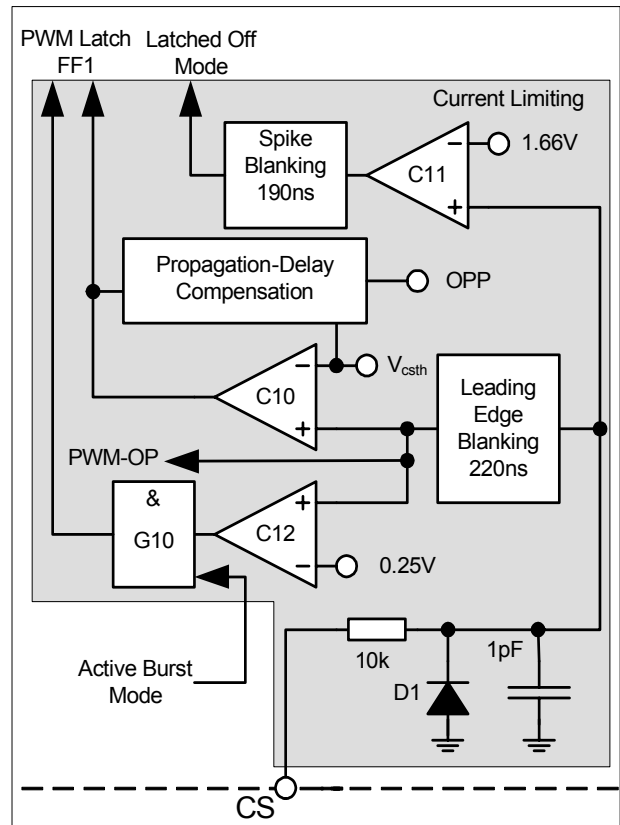 PWM Latch
FF1
Latched Off
Mode
Current Limiting
Spike
Blanking
190ns
C11
1.66V
−
+
Propagation-Delay
Compensation
OPP
−
C10
+
Vcsth
Leading
Edge
Blanking
220ns
PWM-OP
&
G10
+
C12
−
0.25V
10k
1pF
D1
Active Burst
Mode
CS